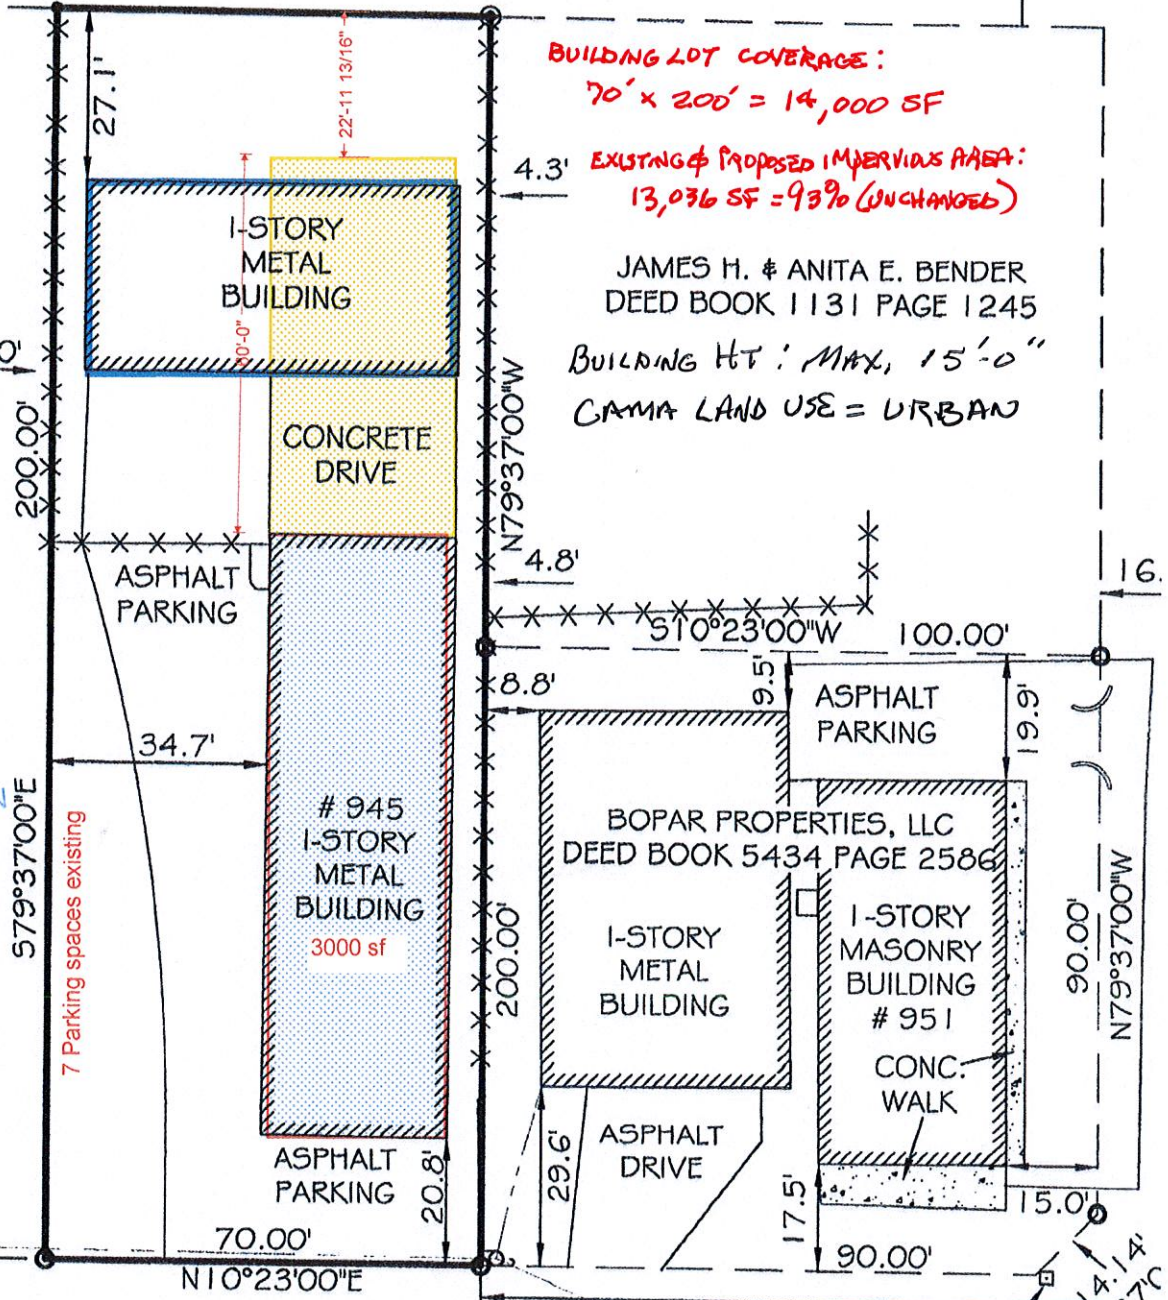 27.1'
22'-11 13/16"
BUILDING LOT COVERAGE:
70' x 200' = 14,000 SF
EXISTING & PROPOSED IMPERVIOUS AREA:
13,036 SF = 93% (UNCHANGED)
4.3'
1-STORY
METAL
BUILDING
JAMES H. & ANITA E. BENDER
DEED BOOK 1131 PAGE 1245
BUILDING HT: MAX, 15'-0"
CAMA LAND USE = URBAN
200.00'
CONCRETE
DRIVE
N79°37'00"W
ASPHALT
PARKING
4.8'
16.
S10°23'00"W
100.00'
8.8'
9.5'
ASPHALT
PARKING
19.9'
34.7'
S79°37'00"E
7 Parking spaces existing
# 945
1-STORY
METAL
BUILDING
3000 sf
BOPAR PROPERTIES, LLC
DEED BOOK 5434 PAGE 2586
200.00'
1-STORY
METAL
BUILDING
1-STORY
MASONRY
BUILDING
# 951
90.00'
N79°37'00"W
CONC.
WALK
ASPHALT
PARKING
20.8'
29.6'
ASPHALT
DRIVE
17.5'
15.0'
70.00'
N10°23'00"E
90.00'
14.14'